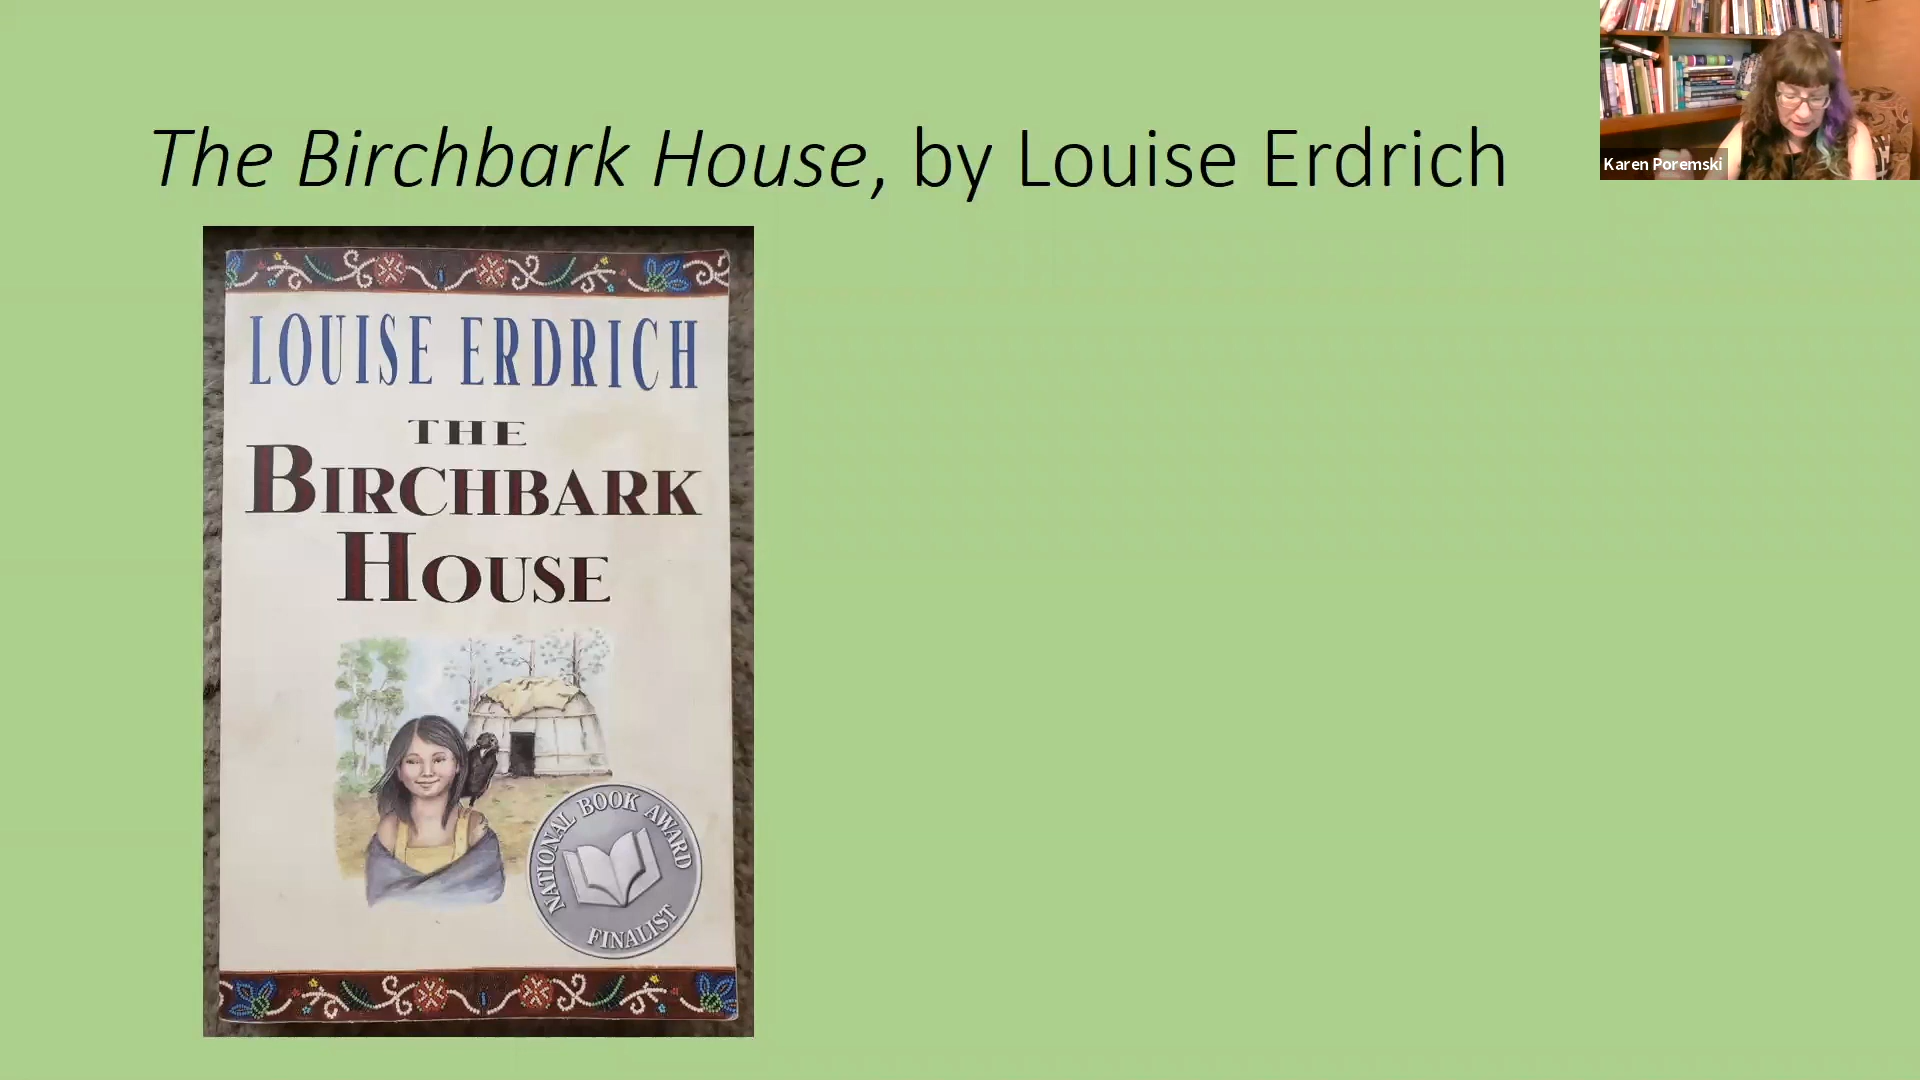 The Birchbark House, by Louise Erdrich
Karen Poremski
LOUISE ERDRICH
THE
BIRCHBARK
HOUSE
NATIONAL BOOK AWARD
FINALIST